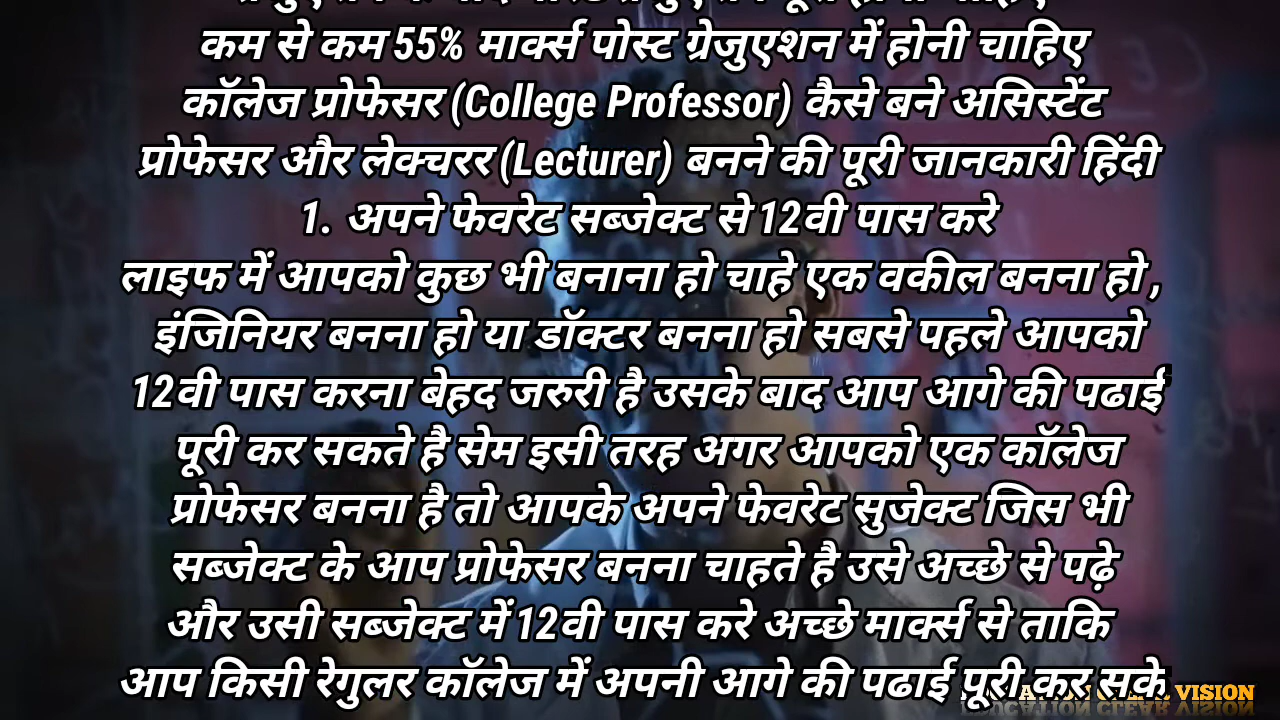 कम से कम 55% मार्क्स पोस्ट ग्रेजुएशन में होनी चाहिए
कॉलेज प्रोफेसर (College Professor) कैसे बने असिस्टेंट
प्रोफेसर और लेक्चरर (Lecturer) बनने की पूरी जानकारी हिंदी
1. अपने फेवरेट सब्जेक्ट से 12वी पास करे
लाइफ में आपको कुछ भी बनाना हो चाहे एक वकील बनना हो ,
इंजिनियर बनना हो या डॉक्टर बनना हो सबसे पहले आपको
12वी पास करना बेहद जरुरी है उसके बाद आप आगे की पढाई
पूरी कर सकते है सेम इसी तरह अगर आपको एक कॉलेज
प्रोफेसर बनना है तो आपके अपने फेवरेट सुजेक्ट जिस भी
सब्जेक्ट के आप प्रोफेसर बनना चाहते है उसे अच्छे से पढ़े
और उसी सब्जेक्ट में 12वी पास करे अच्छे मार्क्स से ताकि
आप किसी रेगुलर कॉलेज में अपनी आगे की पढाई पूरी कर सके
VISION